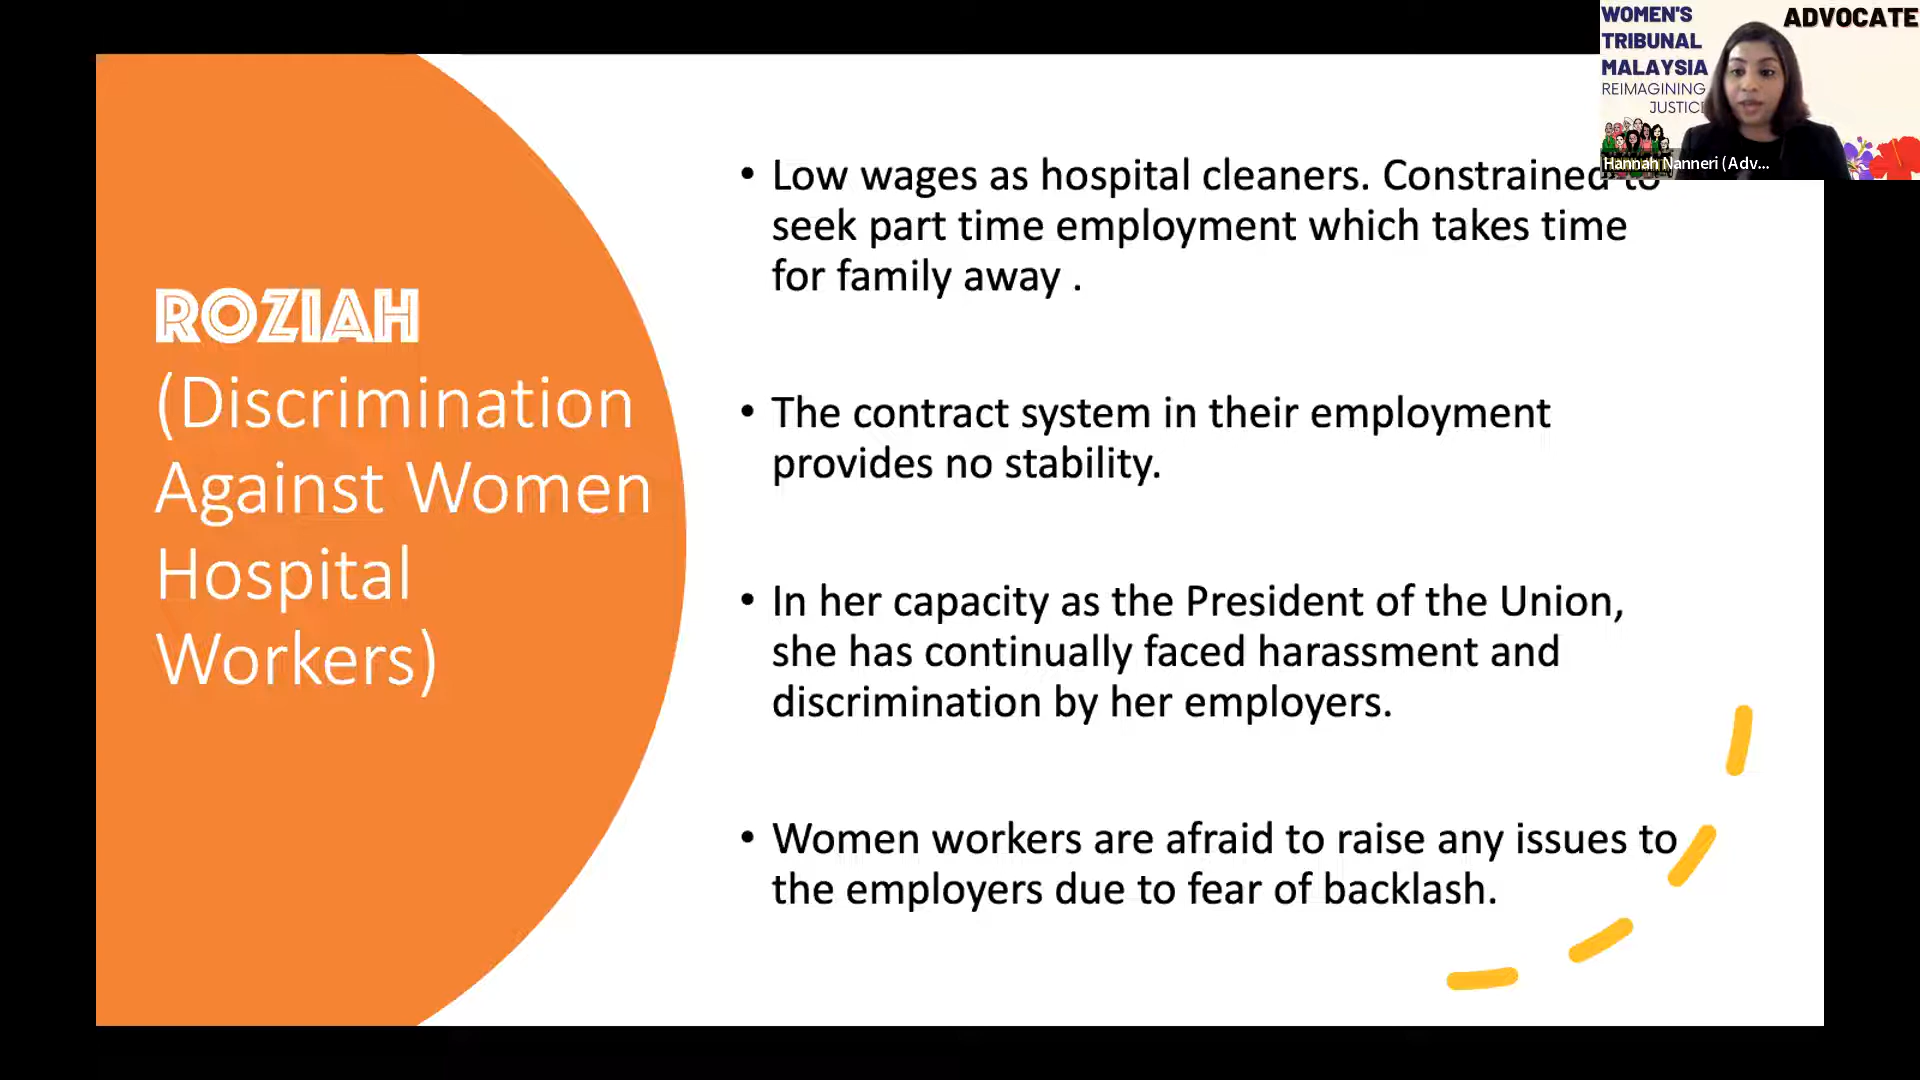 WOMEN'S
TRIBUNAL
MALAYSIA
REIMAGINING
JUSTICE
ADVOCATE
Hannah Nanneri (Adv...
ROZIAH
(Discrimination
Against Women
Hospital
Workers)
• Low wages as hospital cleaners. Constrained to
seek part time employment which takes time
for family away .
• The contract system in their employment
provides no stability.
• In her capacity as the President of the Union,
she has continually faced harassment and
discrimination by her employers.
• Women workers are afraid to raise any issues to
the employers due to fear of backlash.